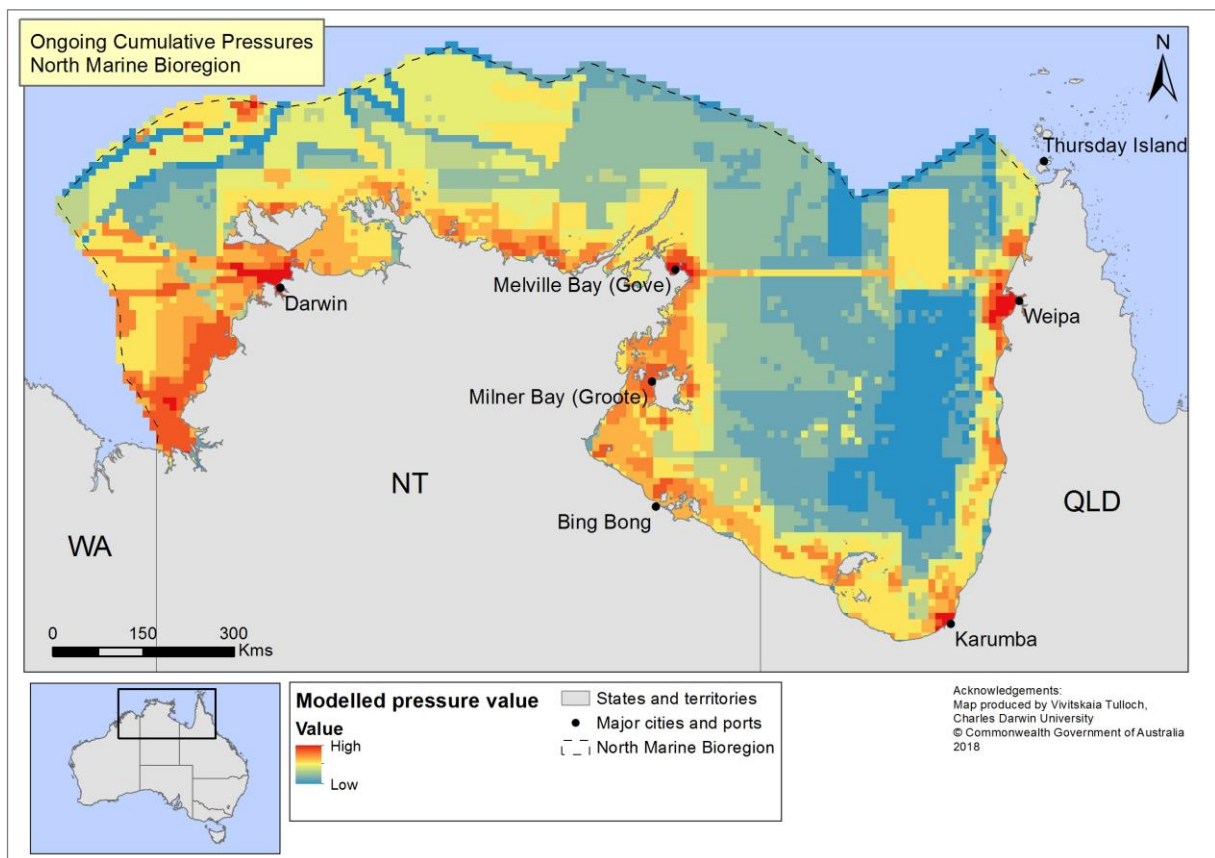 Ongoing Cumulative Pressures
North Marine Bioregion
N
Thursday Island
Melville Bay (Gove)
Darwin
Weipa
Milner Bay (Groote)
NT
QLD
Bing Bong
WA
Karumba
0 150 300
Kms
Modelled pressure value
Value
High
Low
States and territories
Major cities and ports
North Marine Bioregion
Acknowledgements:
Map produced by Vivitskaia Tulloch,
Charles Darwin University
© Commonwealth Government of Australia
2018